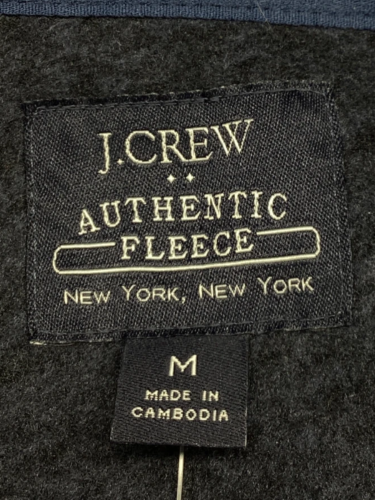 J.CREW
AUTHENTIC
FLEECE
NEW YORK, NEW YORK
M
MADE IN
CAMBODIA